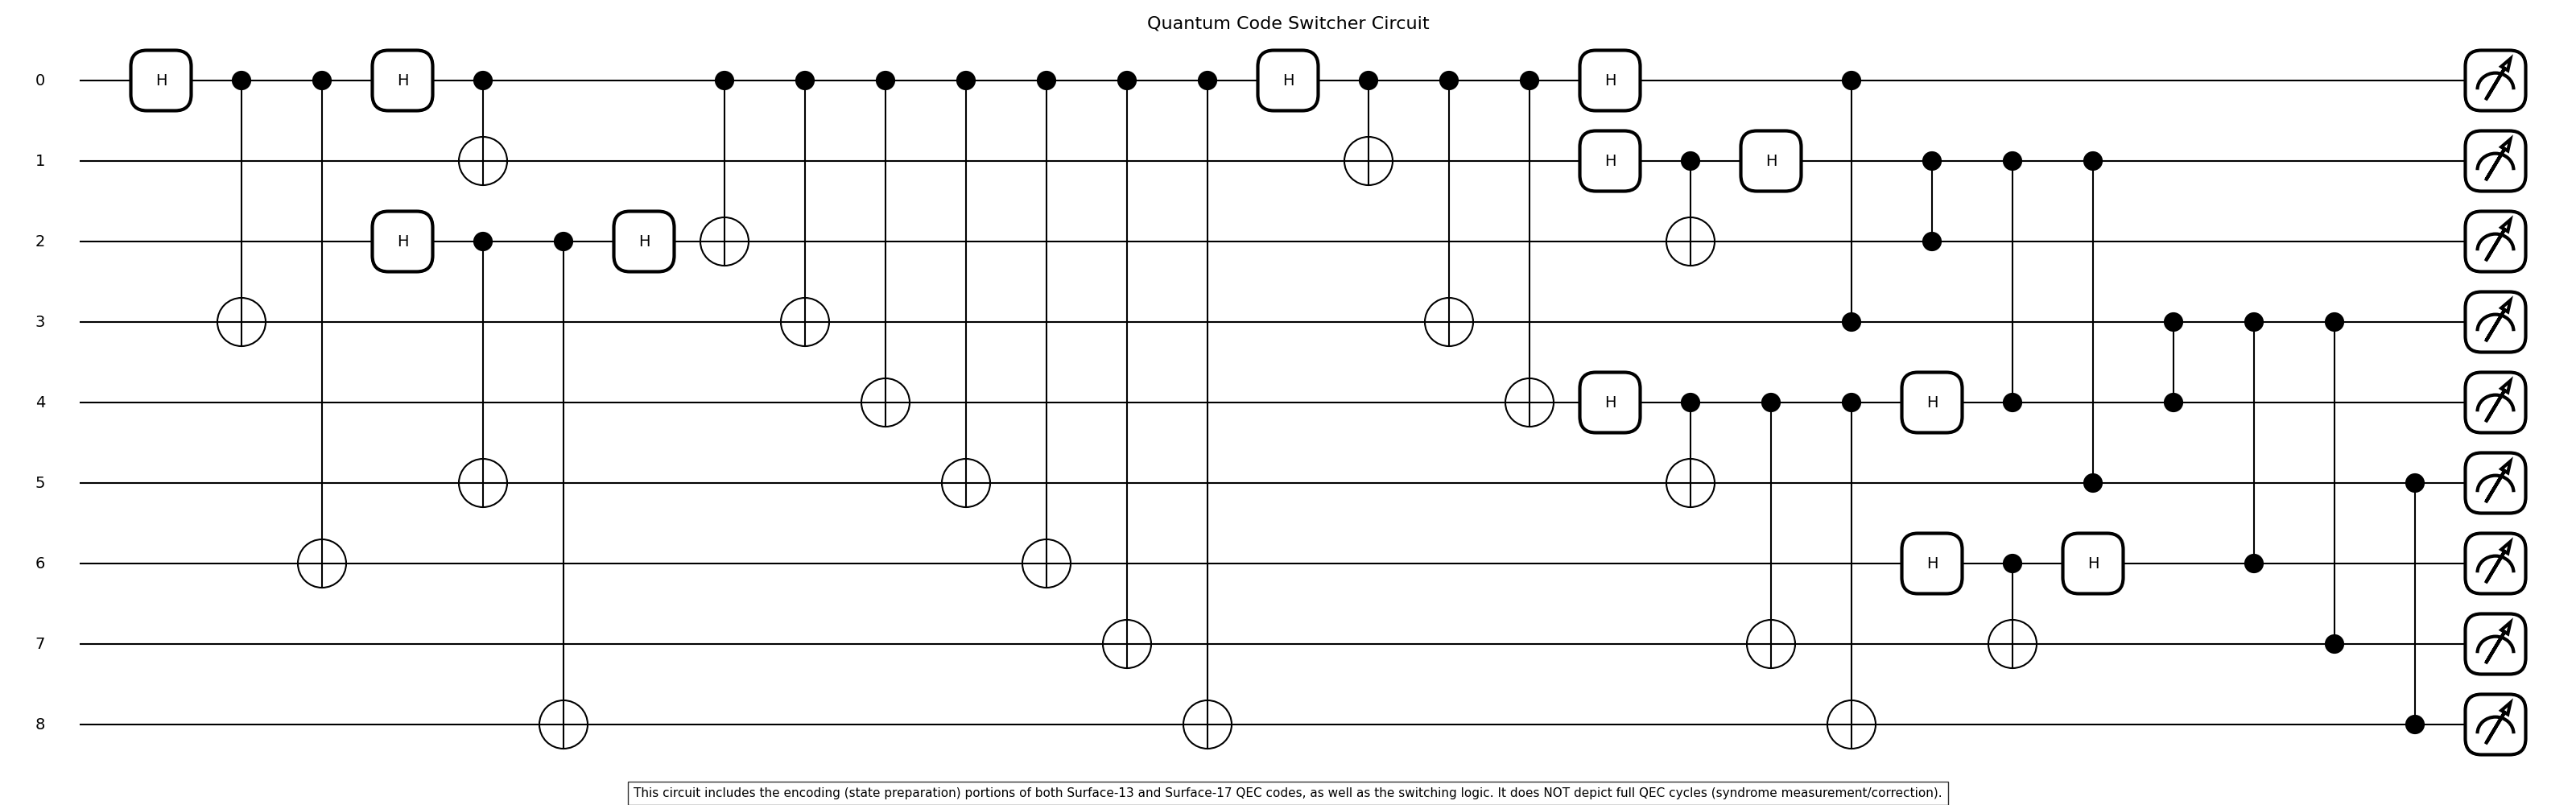 Quantum Code Switcher Circuit
0 H H H H
1 H H
2 H H
3
4 H H
5
6 H H
7
8
This circuit includes the encoding (state preparation) portions of both Surface-13 and Surface-17 QEC codes, as well as the switching logic. It does NOT depict full QEC cycles (syndrome measurement/correction).